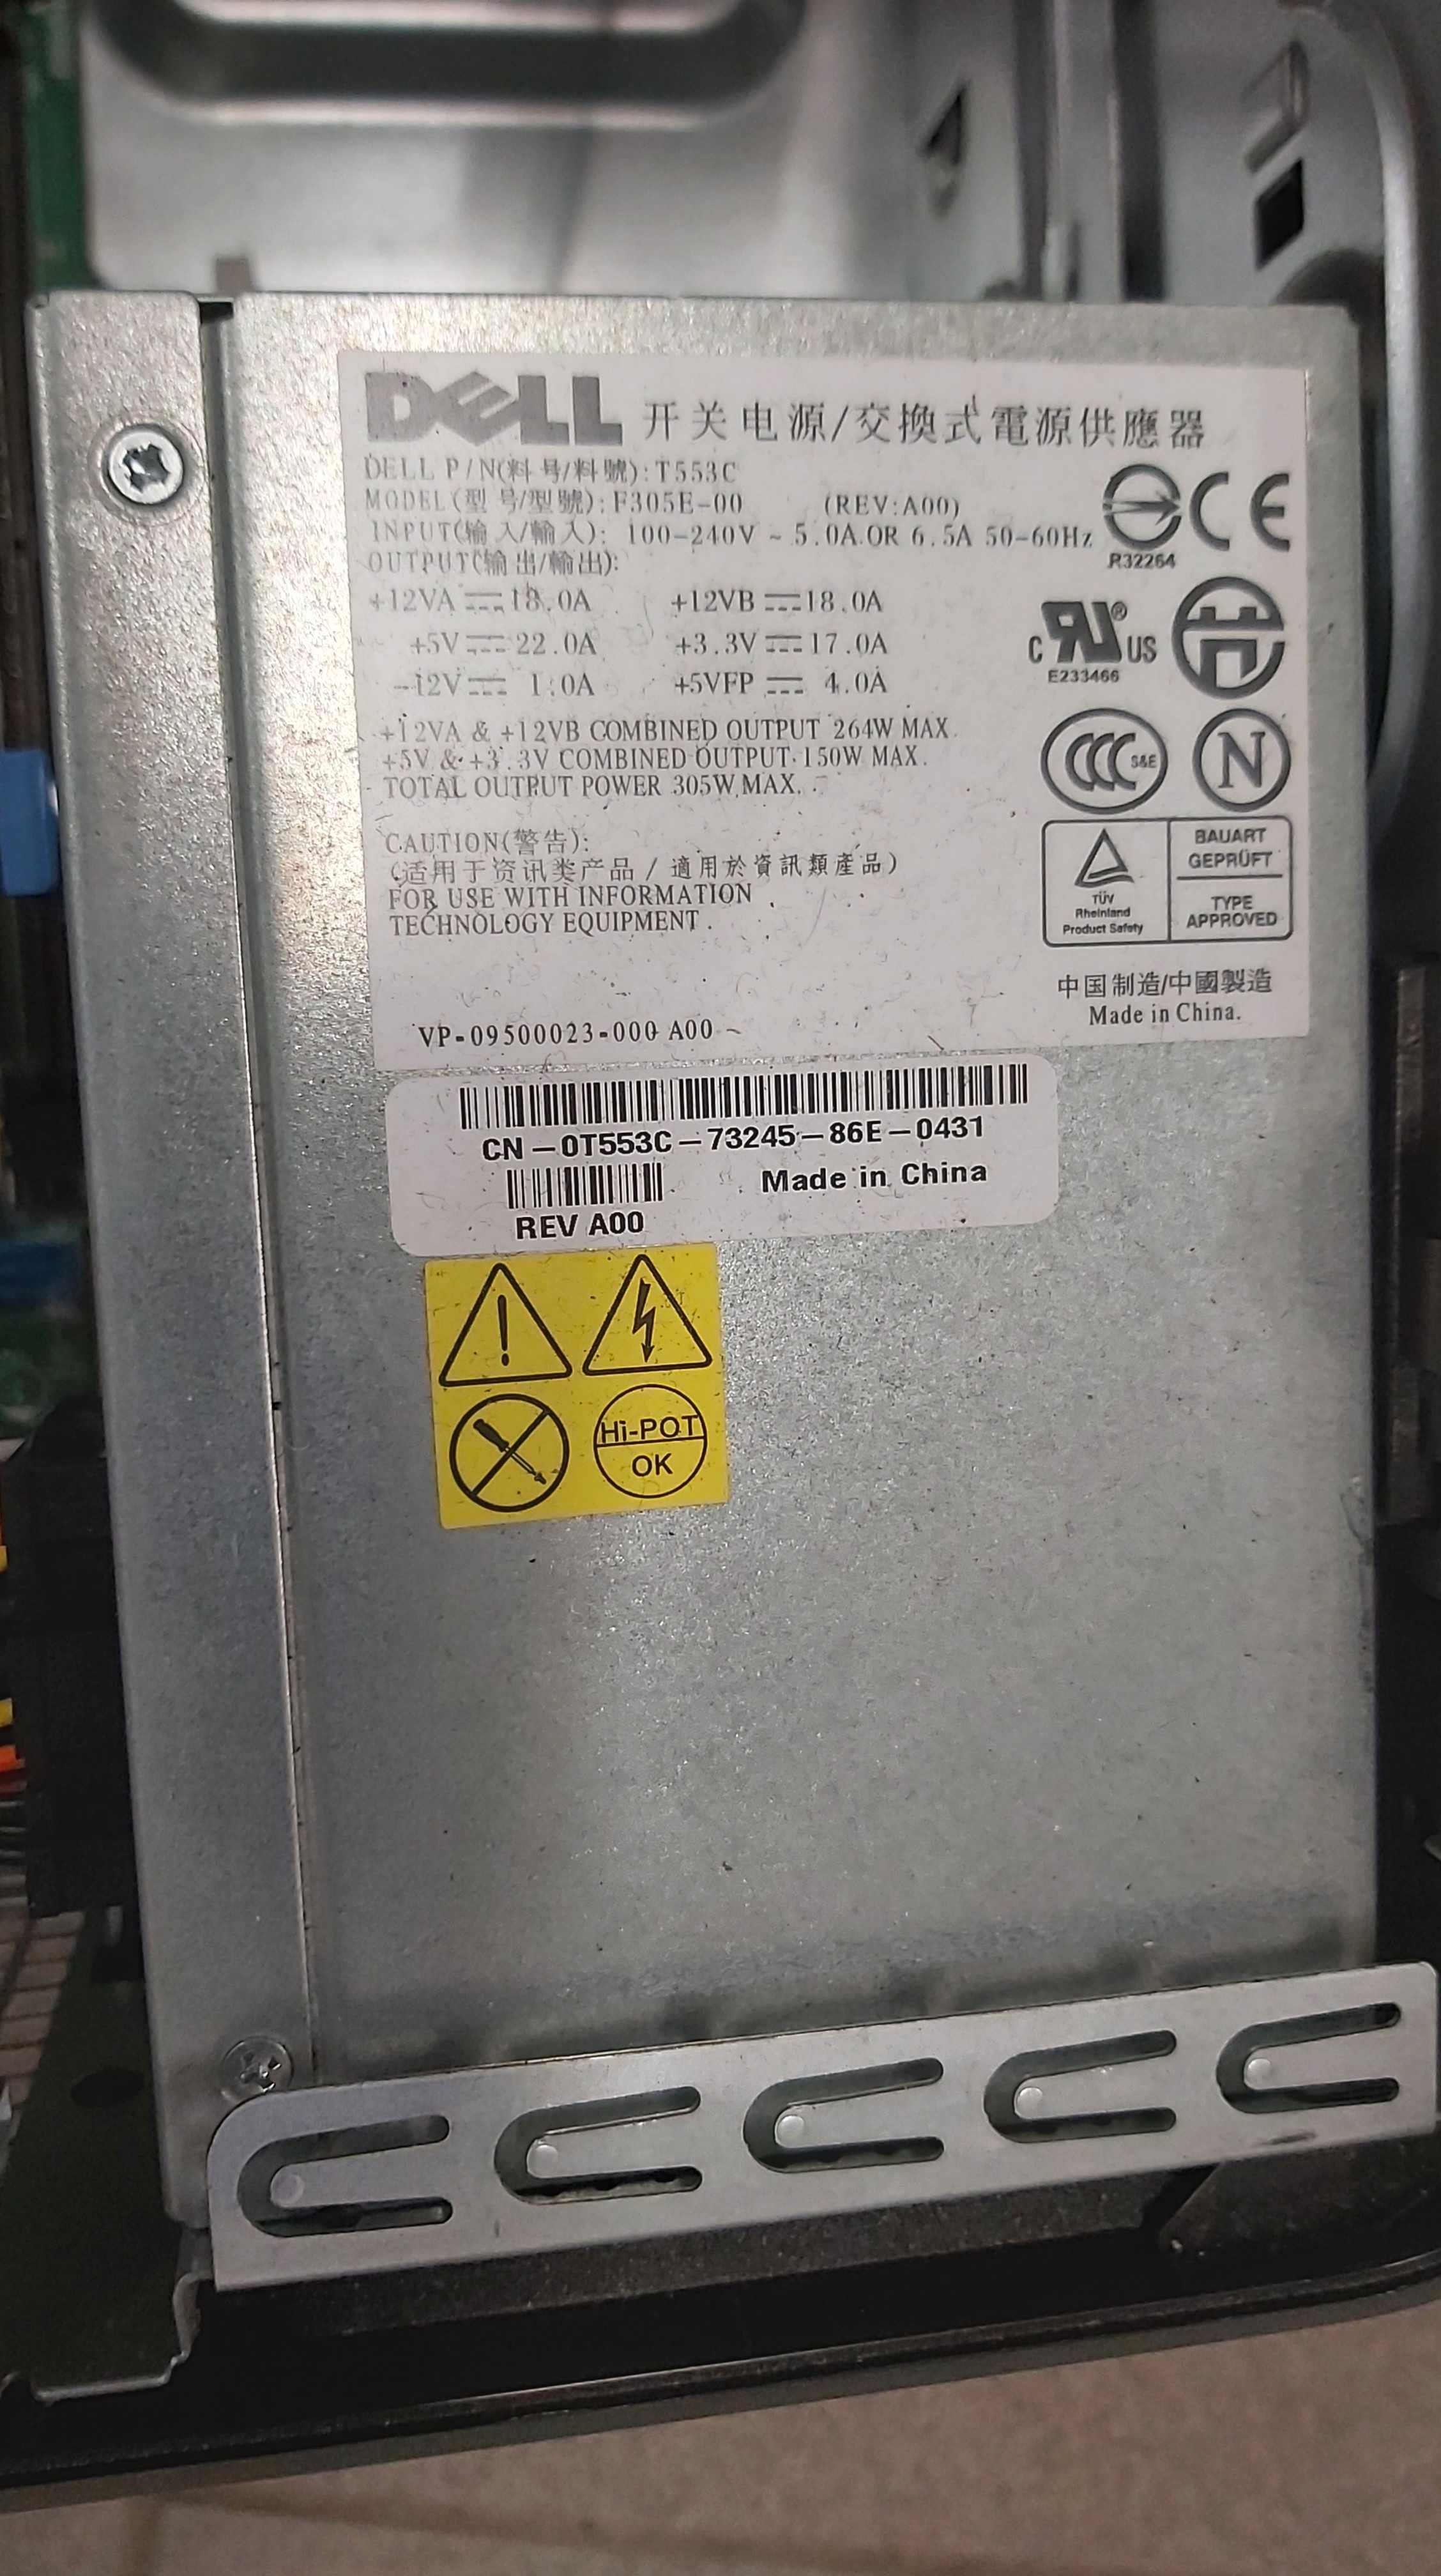 DELL 开关电源/交換式電源供應器
DELL P/N(料号/料號): T553C
MODEL(型号/型號): F305E-00 (REV:A00)
INPUT(输入/輸入): 100-240V ~ 5.0A OR 6.5A 50-60Hz
OUTPUT(输出/輸出):
R32264
CE
+12VA ⎓ 18.0A +12VB ⎓ 18.0A
+5V ⎓ 22.0A +3.3V ⎓ 17.0A
-12V ⎓ 1.0A +5VFP ⎓ 4.0A
C RU® US
E233466
+12VA & +12VB COMBINED OUTPUT 264W MAX.
+5V & +3.3V COMBINED OUTPUT 150W MAX.
TOTAL OUTPUT POWER 305W MAX.
CCC S&E
N
CAUTION(警告):
(适用于资讯类产品 / 適用於資訊類產品)
FOR USE WITH INFORMATION
TECHNOLOGY EQUIPMENT.
TÜV
Rheinland
Product Safety
BAUART
GEPRÜFT
TYPE
APPROVED
中国制造/中國製造
Made in China.
VP-09500023-000 A00
CN-0T553C-73245-86E-0431
REV A00
Made in China
Hi-POT
OK